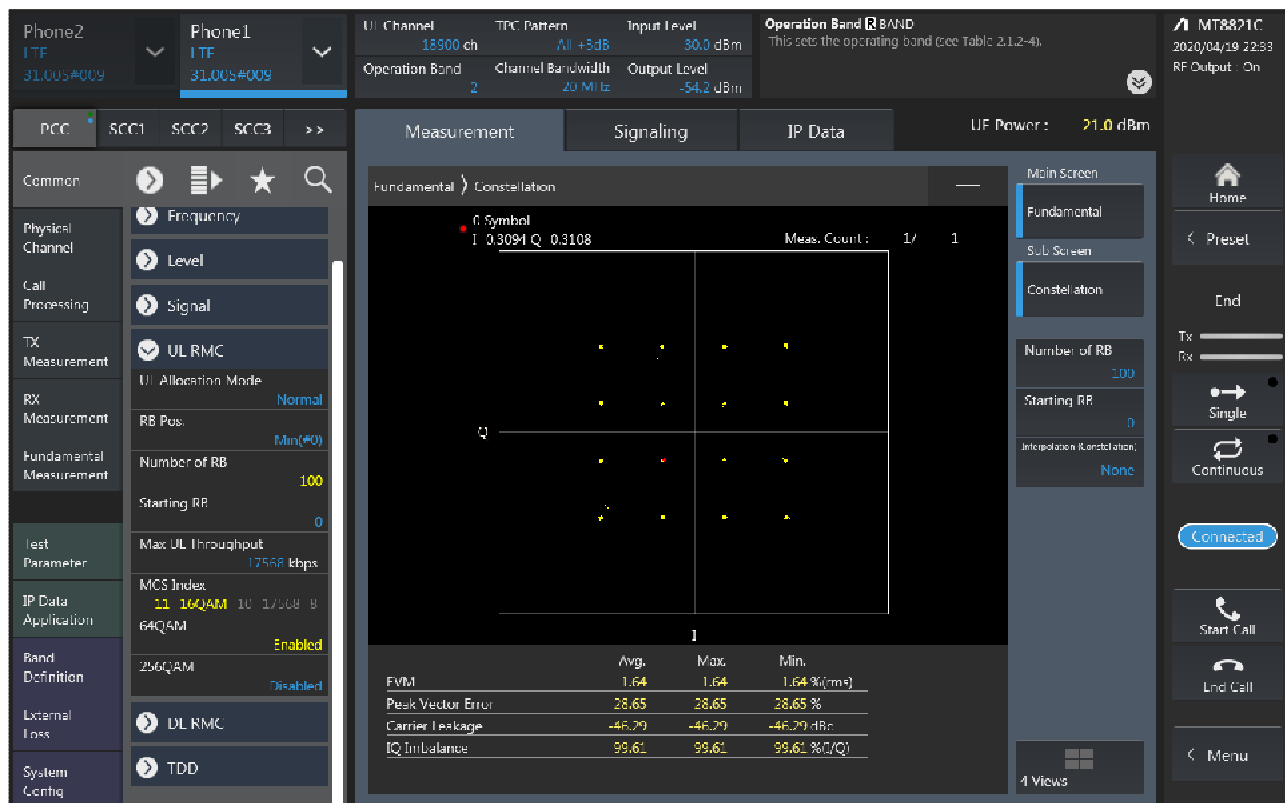 Phone2
LTE
31.005#009
Phone1
LTE
31.005#009
UL Channel
18900 ch
TPC Pattern
All +3dB
Input Level
30.0 dBm
Operation Band
2
Channel Bandwidth
20 MHz
Output Level
-54.2 dBm
Operation Band R BAND
This sets the operating band (see Table 2.1.2-4).
MT8821C
2020/04/19 22:33
RF Output : On
PCC
SCC1
SCC2
SCC3
>>
Measurement
Signaling
IP Data
UE Power :
21.0 dBm
Common
Physical
Channel
Call
Processing
TX
Measurement
RX
Measurement
Fundamental
Measurement
Test
Parameter
IP Data
Application
Band
Definition
External
Loss
System
Config
Frequency
Level
Signal
UL RMC
UL Allocation Mode
Normal
RB Pos.
Min(#0)
Number of RB
100
Starting RB
0
Max UL Throughput
17568 kbps
MCS Index
11 16QAM 10 17568 8
64QAM
Enabled
256QAM
Disabled
DL RMC
TDD
Fundamental ⟩ Constellation
0 Symbol
I 0.3094 Q 0.3108
Meas. Count : 1/ 1
Q
I
Avg. Max. Min.
EVM 1.64 1.64 1.64 %(rms)
Peak Vector Error 28.65 28.65 28.65 %
Carrier Leakage -46.29 -46.29 -46.29 dBc
IQ Imbalance 99.61 99.61 99.61 %(I/Q)
Main Screen
Fundamental
Sub Screen
Constellation
Number of RB
100
Starting RB
0
Interpolation (Constellation)
None
4 Views
Home
< Preset
End
Tx
Rx
Single
Continuous
Connected
Start Call
End Call
< Menu